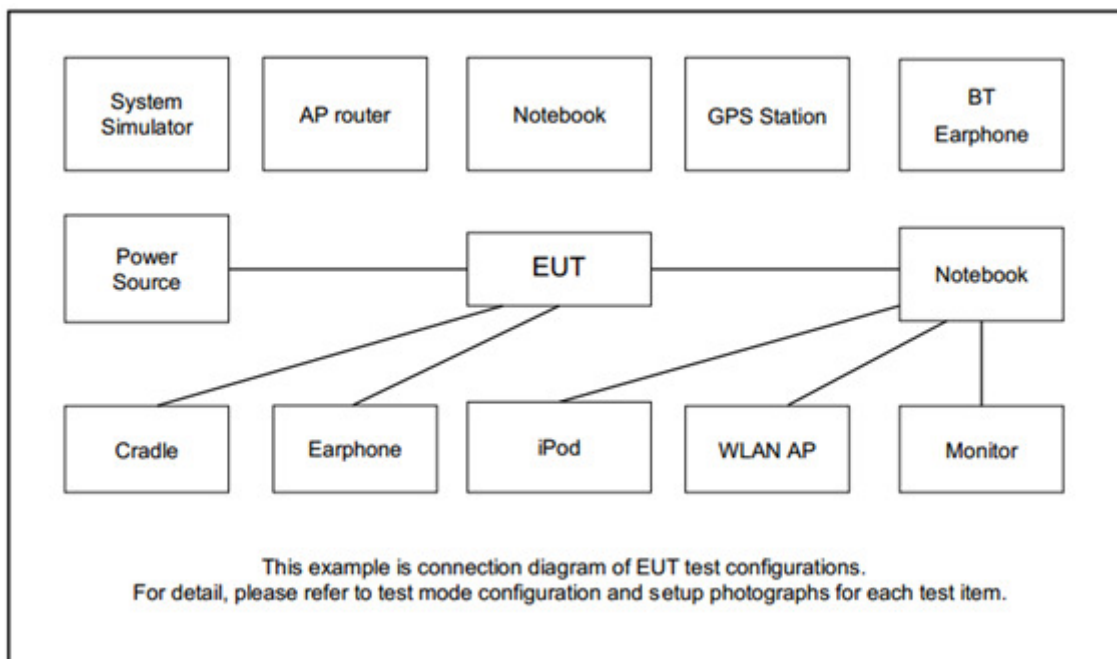 System
Simulator
AP router
Notebook
GPS Station
BT
Earphone
Power
Source
EUT
Notebook
Cradle
Earphone
iPod
WLAN AP
Monitor
This example is connection diagram of EUT test configurations.
For detail, please refer to test mode configuration and setup photographs for each test item.